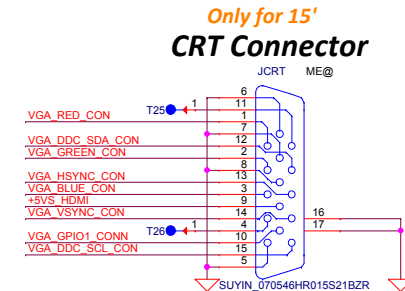 Only for 15'
CRT Connector
JCRT ME@
6
T25 1 11
VGA_RED_CON 1
7
VGA_DDC_SDA_CON 12
VGA_GREEN_CON 2
8
VGA_HSYNC_CON 13
VGA_BLUE_CON 3
+5VS_HDMI 9
VGA_VSYNC_CON 14 16
T26 1 4 17
VGA_GPIO1_CONN 10
VGA_DDC_SCL_CON 15
5
SUYIN_070546HR015S21BZR